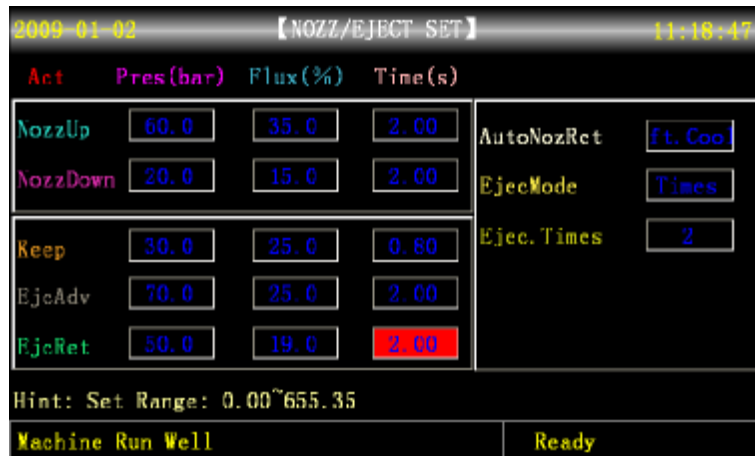 2009-01-02 【NOZZ/EJECT SET】 11:18:47
Act Pres(bar) Flux(%) Time(s)
NozzUp 60.0 35.0 2.00
NozzDown 20.0 15.0 2.00
Keep 30.0 25.0 0.80
EjcAdv 70.0 25.0 2.00
EjcRet 50.0 19.0 2.00
AutoNozRet ft.Cool
EjecMode Times
Ejec.Times 2
Hint: Set Range: 0.00~655.35
Machine Run Well Ready